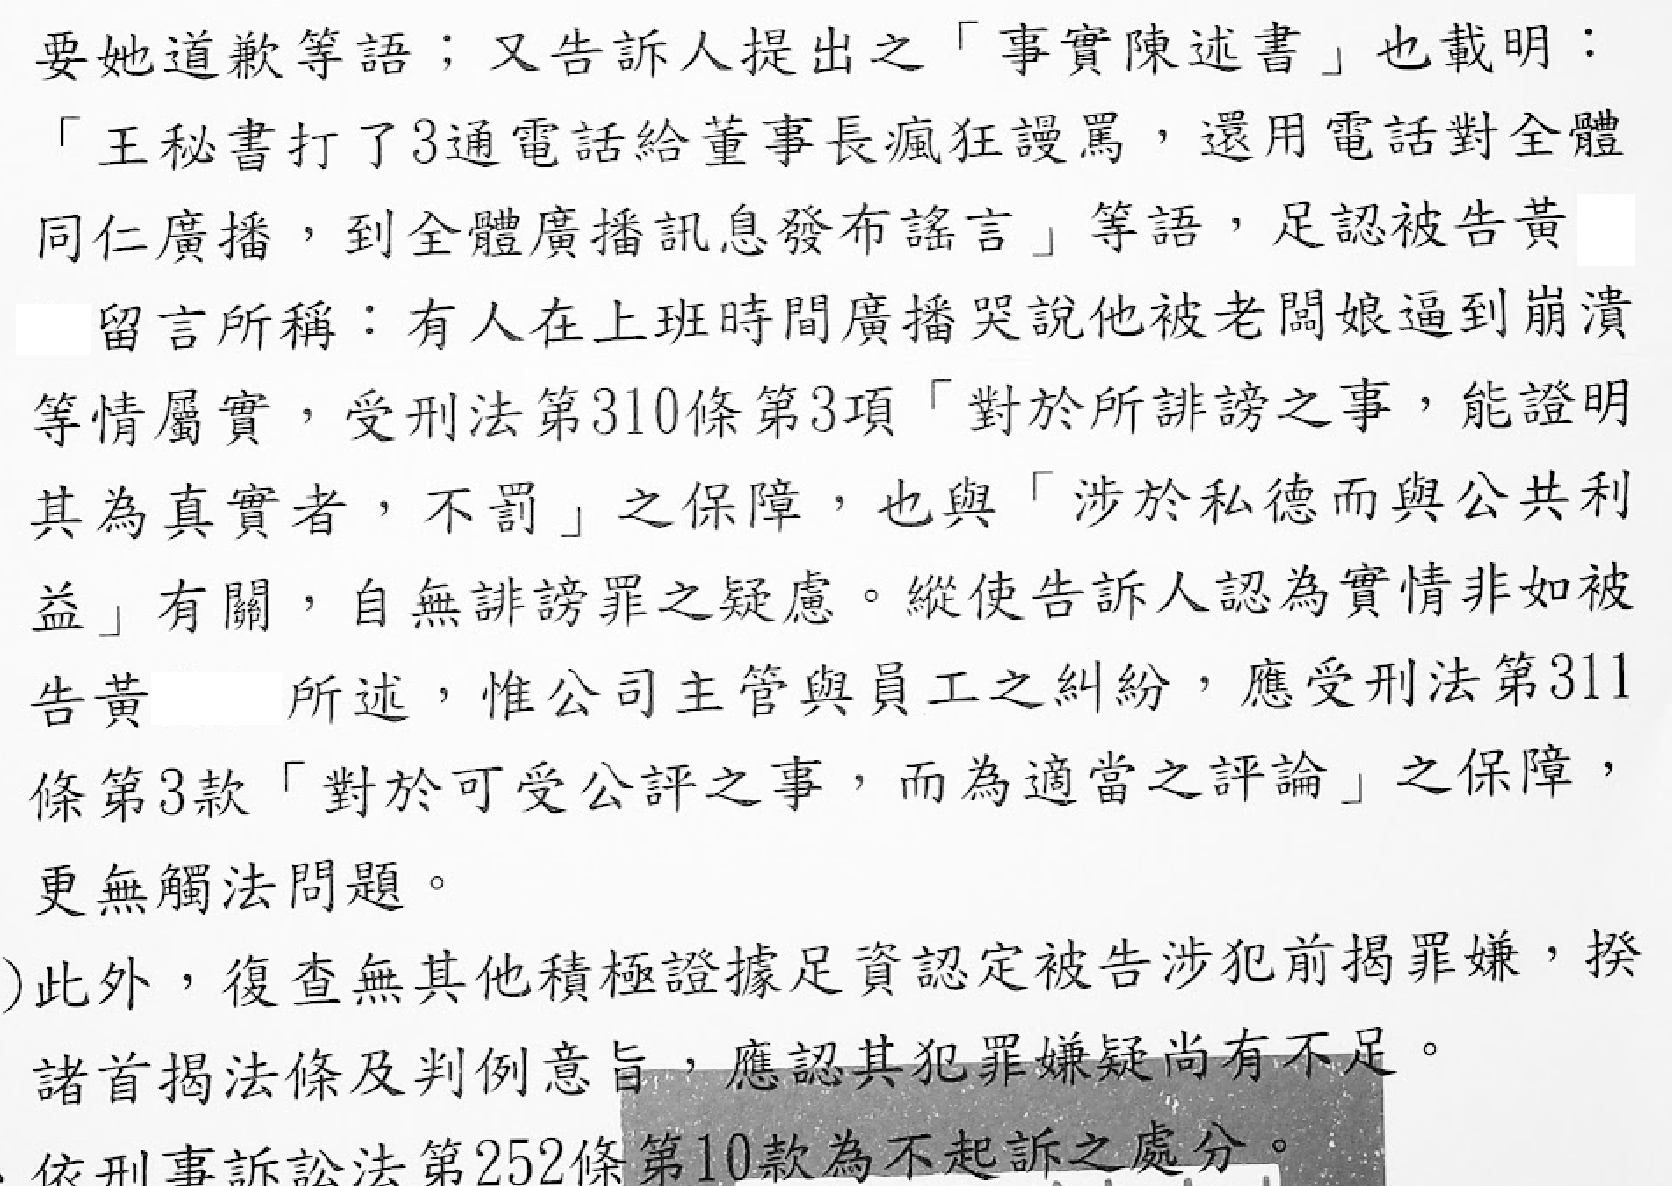 要她道歉等語；又告訴人提出之「事實陳述書」也載明：
「王秘書打了3通電話給董事長瘋狂謾罵，還用電話對全體
同仁廣播，到全體廣播訊息發布謠言」等語，足認被告黃
留言所稱：有人在上班時間廣播哭說他被老闆娘逼到崩潰
等情屬實，受刑法第310條第3項「對於所誹謗之事，能證明
其為真實者，不罰」之保障，也與「涉於私德而與公共利
益」有關，自無誹謗罪之疑慮。縱使告訴人認為實情非如被
告黃 所述，惟公司主管與員工之糾紛，應受刑法第311
條第3款「對於可受公評之事，而為適當之評論」之保障，
更無觸法問題。
)此外，復查無其他積極證據足資認定被告涉犯前揭罪嫌，揆
諸首揭法條及判例意旨，應認其犯罪嫌疑尚有不足。
依刑事訴訟法第252條第10款為不起訴之處分。